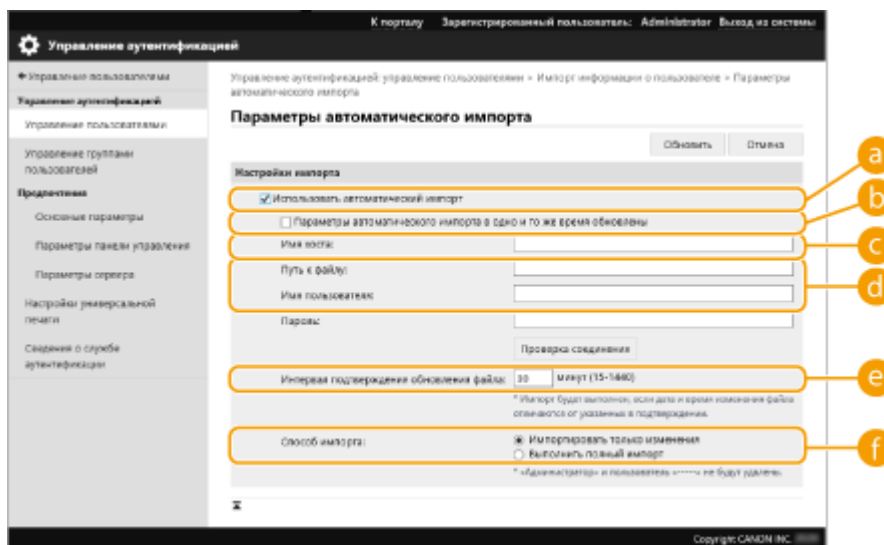 К порталу Зарегистрированный пользователь: Administrator Выход из системы
Управление аутентификацией
Управление пользователями
Управление аутентификацией
Управление пользователями
Управление группами
пользователей
Предпочтения
Основные параметры
Параметры панели управления
Параметры сервера
Настройки универсальной
печати
Сведения о службе
аутентификации
Управление аутентификацией: управление пользователями > Импорт информации о пользователе > Параметры
автоматического импорта
Параметры автоматического импорта
Обновить Отмена
Настройки импорта
Использовать автоматический импорт
a
Параметры автоматического импорта в одно и то же время обновлены
b
Имя хоста:
c
Путь к файлу:
Имя пользователя:
d
Пароль:
Проверка соединения
Интервал подтверждения обновления файла: 30 минут (15-1440)
e
* Импорт будет выполнен, если дата и время изменения файла
отличаются от указанных в подтверждении.
Способ импорта: Импортировать только изменения
Выполнить полный импорт
f
* «Администратор» и пользователь «-----» не будут удалены.
Copyright CANON INC.